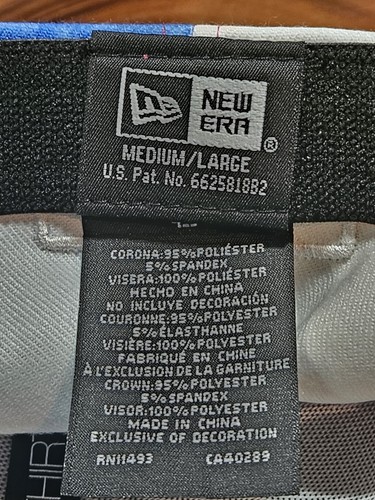 NEW
ERA
®
MEDIUM/LARGE
U.S. Pat. No. 6625818B2
CORONA:95%POLIÉSTER
5%SPANDEX
VISERA:100%POLIÉSTER
HECHO EN CHINA
NO INCLUYE DECORACIÓN
COURONNE:95%POLYESTER
5%ÉLASTHANNE
VISIÈRE:100%POLYESTER
FABRIQUÉ EN CHINE
À L'EXCLUSION DE LA GARNITURE
CROWN:95%POLYESTER
5%SPANDEX
VISOR:100%POLYESTER
MADE IN CHINA
EXCLUSIVE OF DECORATION
RN11493 CA40289